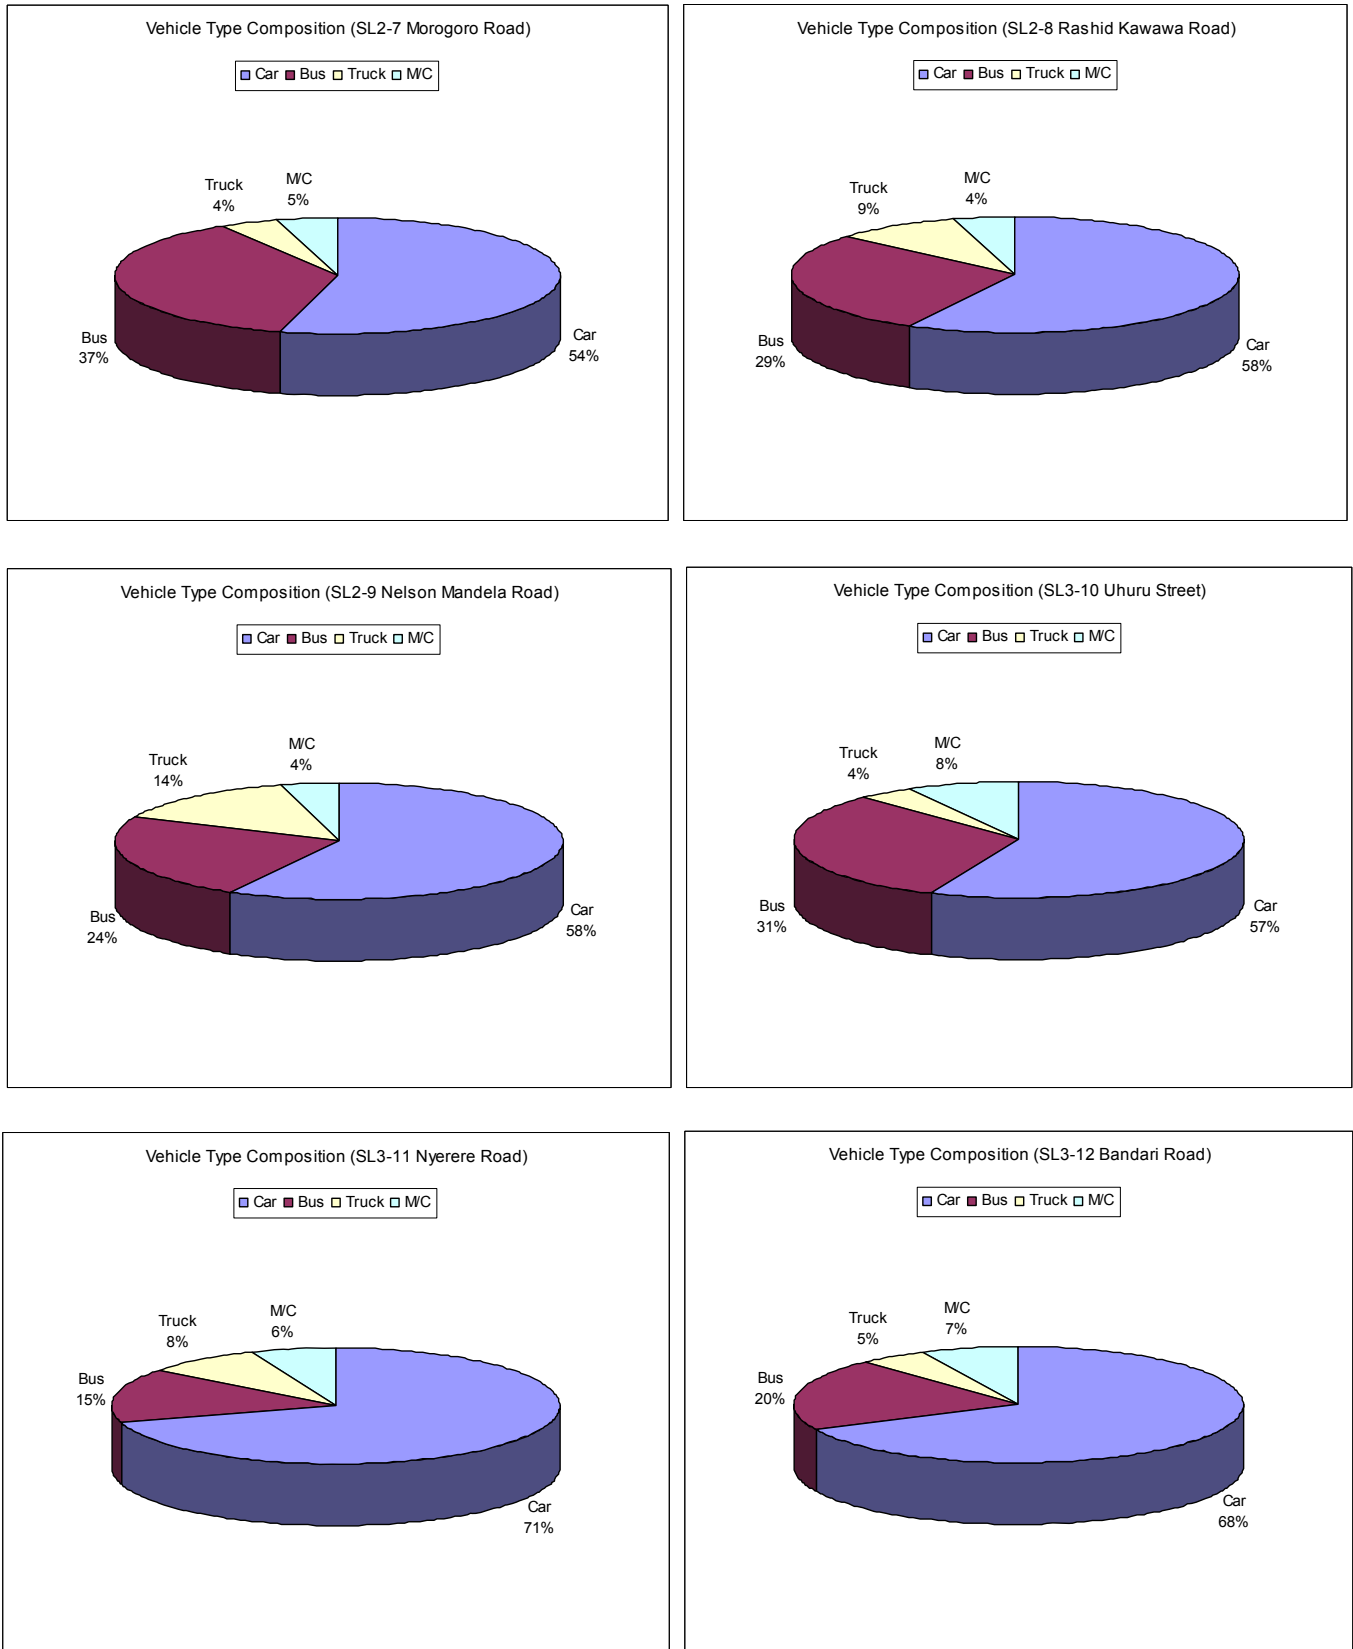 Vehicle Type Composition (SL2-7 Morogoro Road)
Car Bus Truck M/C
Truck
4%
M/C
5%
Bus
37%
Car
54%
Vehicle Type Composition (SL2-8 Rashid Kawawa Road)
Car Bus Truck M/C
Truck
9%
M/C
4%
Bus
29%
Car
58%
Vehicle Type Composition (SL2-9 Nelson Mandela Road)
Car Bus Truck M/C
Truck
14%
M/C
4%
Bus
24%
Car
58%
Vehicle Type Composition (SL3-10 Uhuru Street)
Car Bus Truck M/C
Truck
4%
M/C
8%
Bus
31%
Car
57%
Vehicle Type Composition (SL3-11 Nyerere Road)
Car Bus Truck M/C
Truck
8%
M/C
6%
Bus
15%
Car
71%
Vehicle Type Composition (SL3-12 Bandari Road)
Car Bus Truck M/C
Truck
5%
M/C
7%
Bus
20%
Car
68%